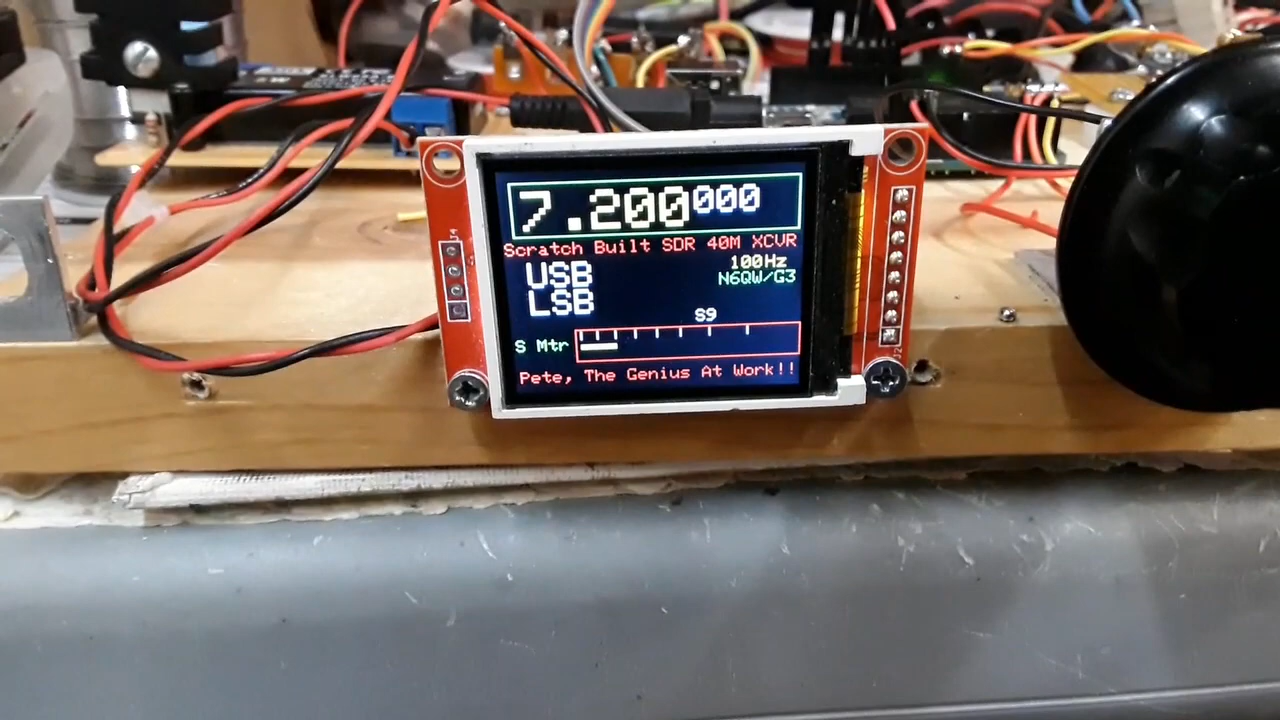 7.200000
Scratch Built SDR 40M XCVR
USB 100Hz
LSB N6QW/G3
S9
S Mtr
Pete, The Genius At Work!!